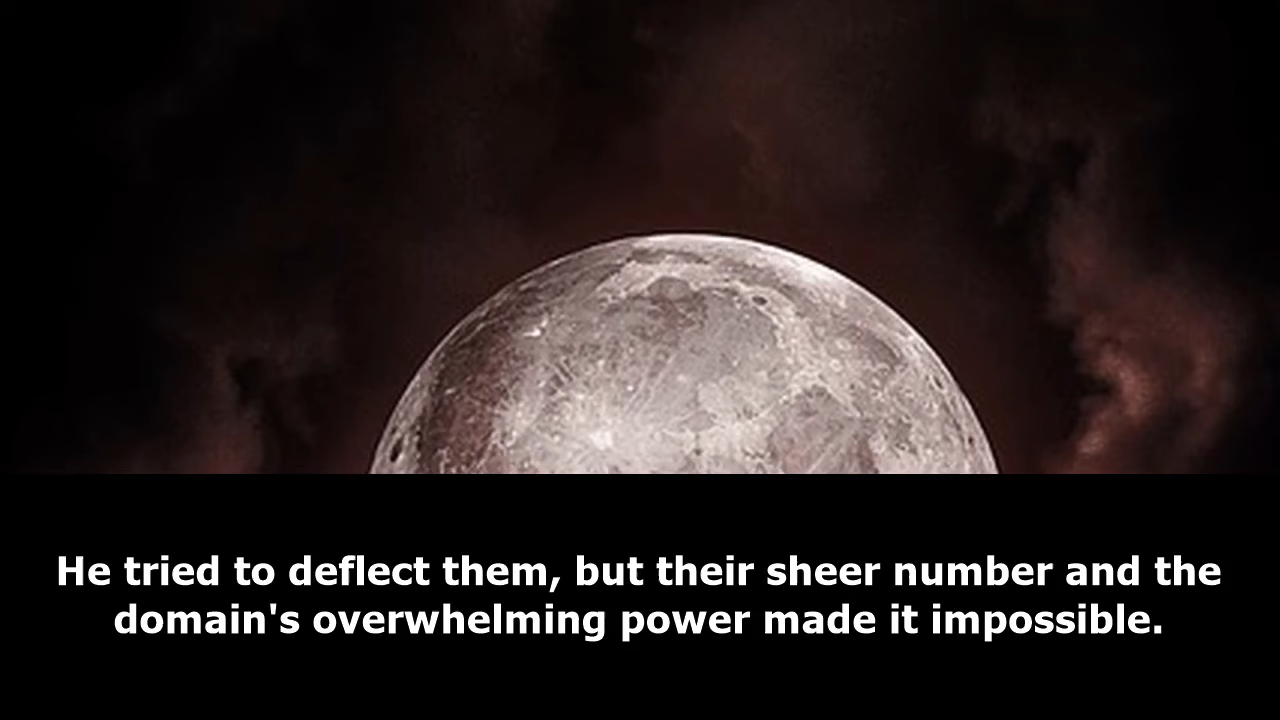 He tried to deflect them, but their sheer number and the
domain's overwhelming power made it impossible.